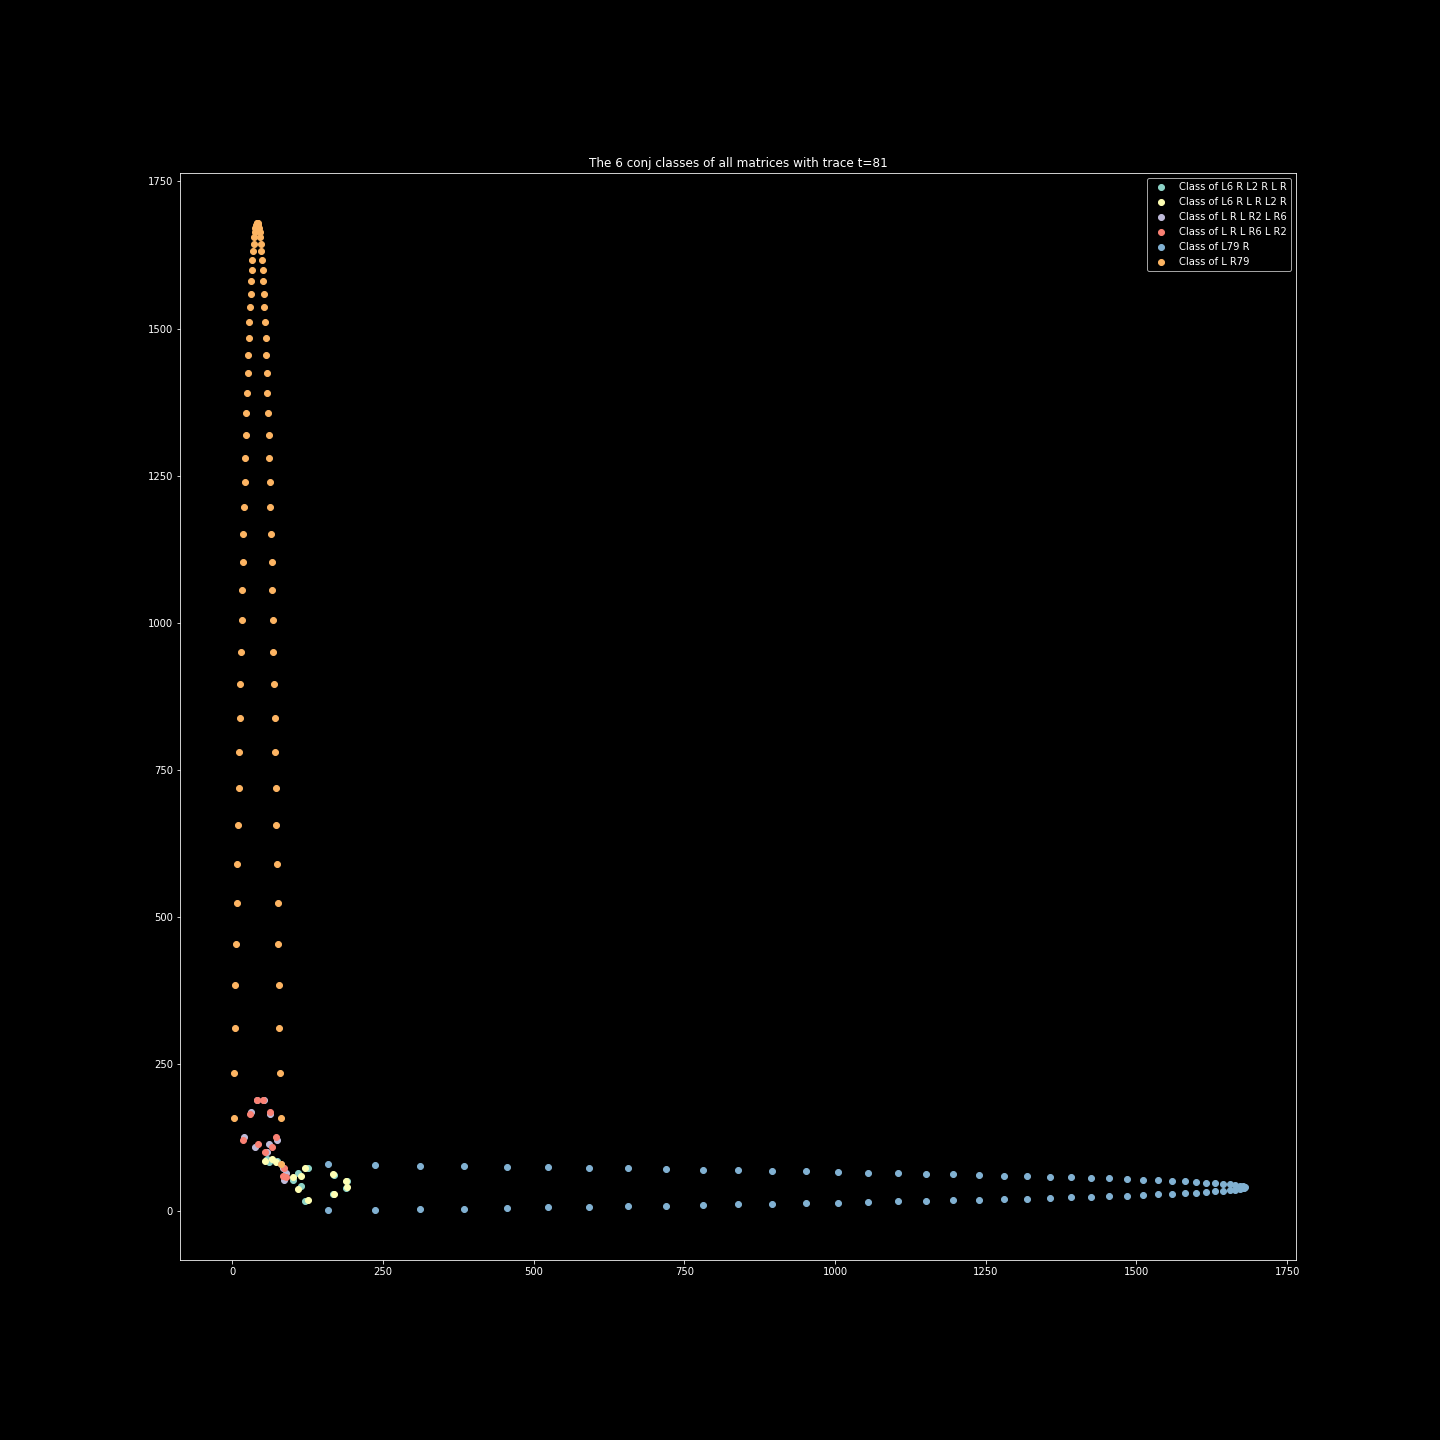 The 6 conj classes of all matrices with trace t=81
1750
1500
1250
1000
750
500
250
0
Class of L6 R L2 R L R
Class of L6 R L R L2 R
Class of L R L R2 L R6
Class of L R L R6 L R2
Class of L79 R
Class of L R79
0 250 500 750 1000 1250 1500 1750